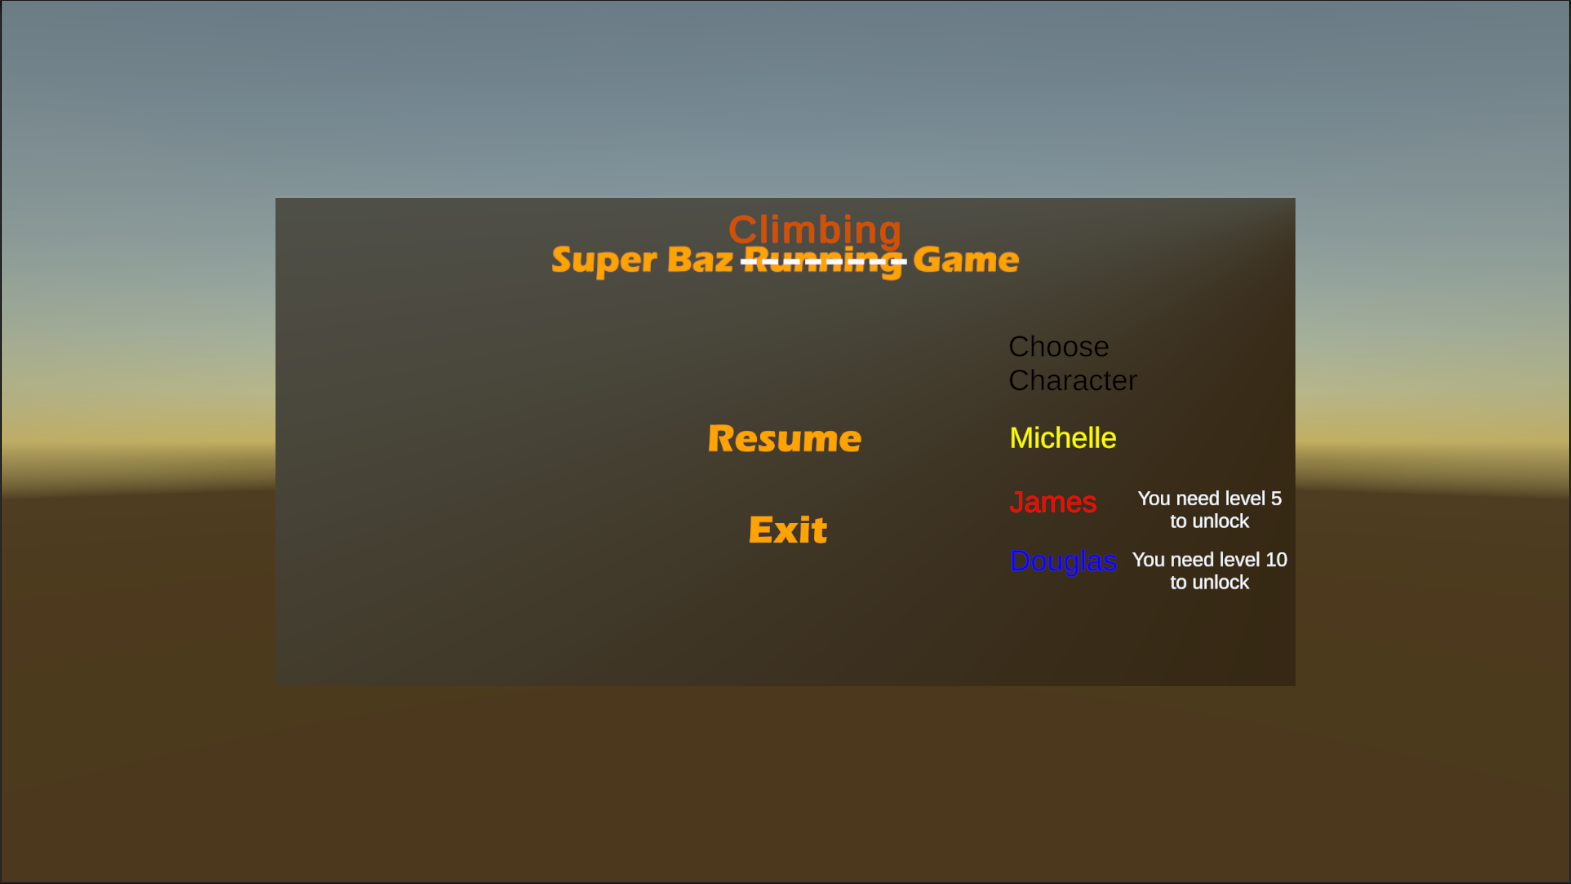 Climbing
Super Baz Running Game
Choose
Character
Resume
Michelle
James
You need level 5
to unlock
Exit
Douglas
You need level 10
to unlock